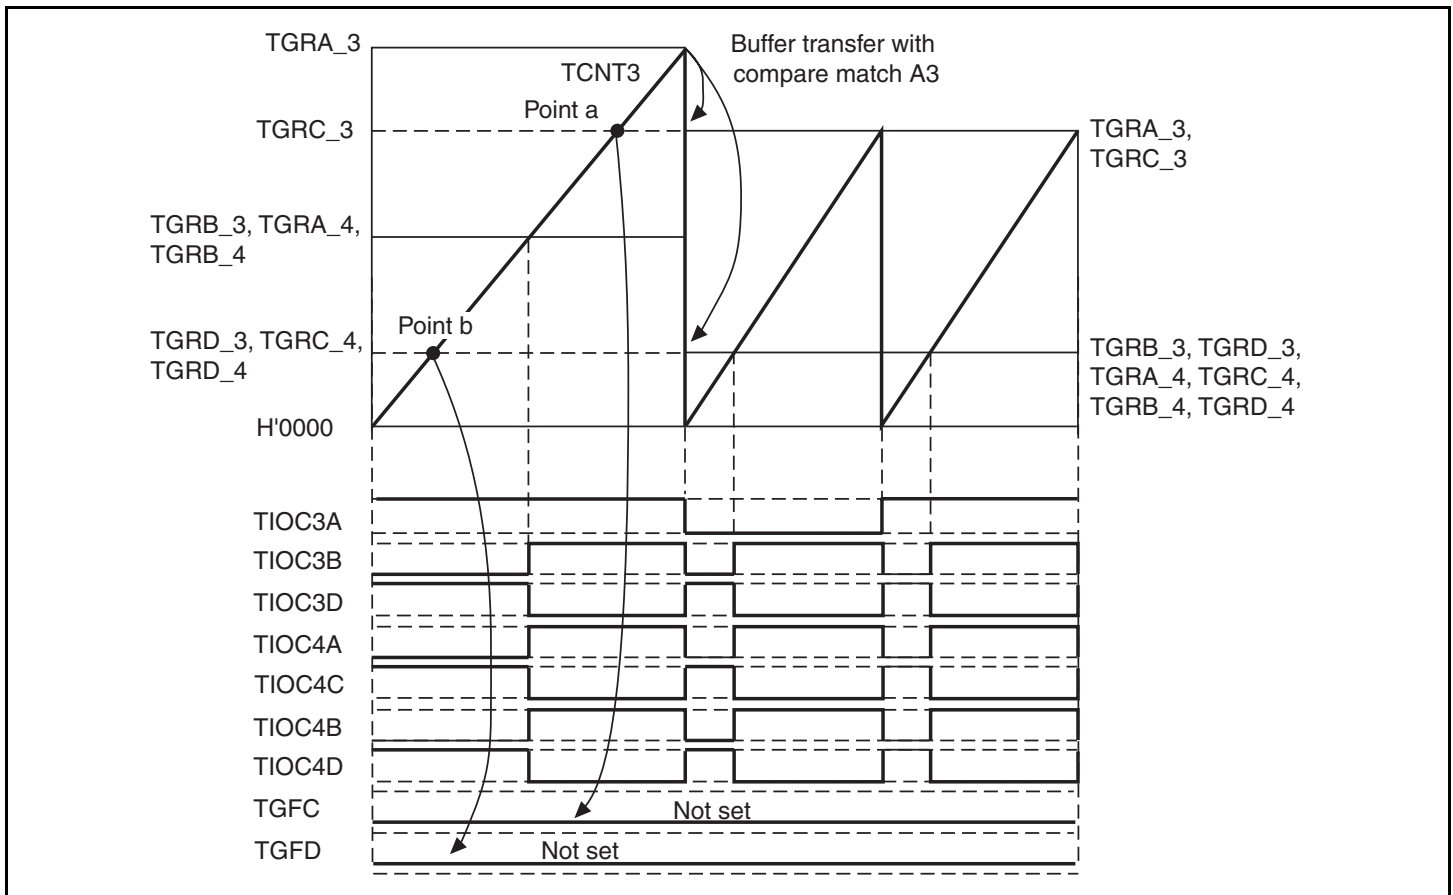 TGRA_3
Buffer transfer with
compare match A3
TCNT3
Point a
TGRC_3
TGRA_3,
TGRC_3
TGRB_3, TGRA_4,
TGRB_4
Point b
TGRD_3, TGRC_4,
TGRD_4
TGRB_3, TGRD_3,
TGRA_4, TGRC_4,
TGRB_4, TGRD_4
H'0000
TIOC3A
TIOC3B
TIOC3D
TIOC4A
TIOC4C
TIOC4B
TIOC4D
TGFC
Not set
TGFD
Not set